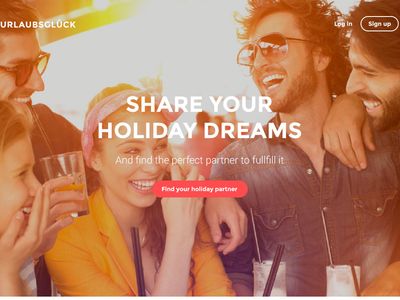 URLAUBSGLÜCK
Log in
Sign up
SHARE YOUR
HOLIDAY DREAMS
And find the perfect partner to fullfill it
Find your holiday partner